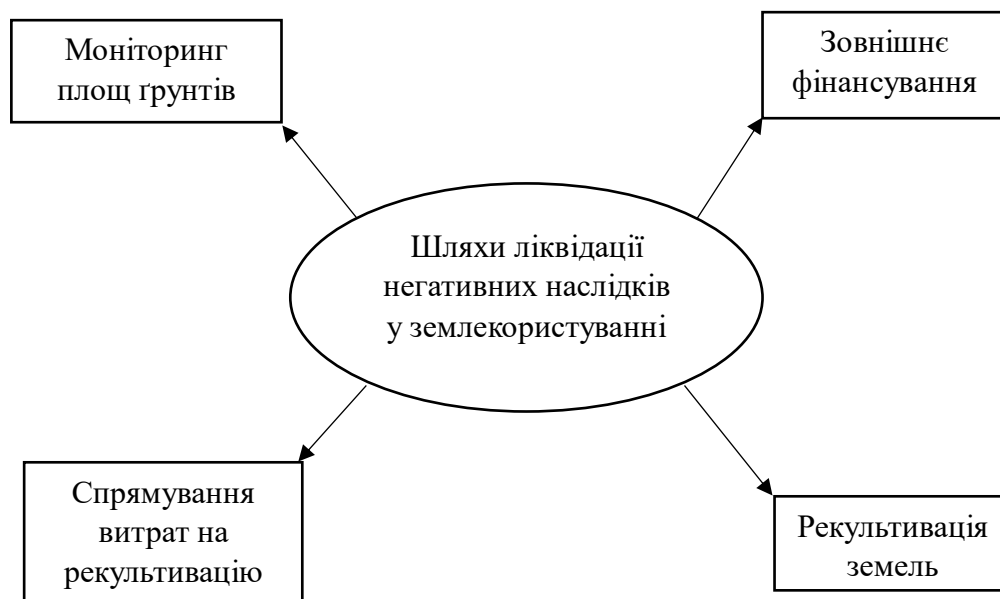 Моніторинг
площ ґрунтів
Зовнішнє
фінансування
Шляхи ліквідації
негативних наслідків
у землекористуванні
Спрямування
витрат на
рекультивацію
Рекультивація
земель